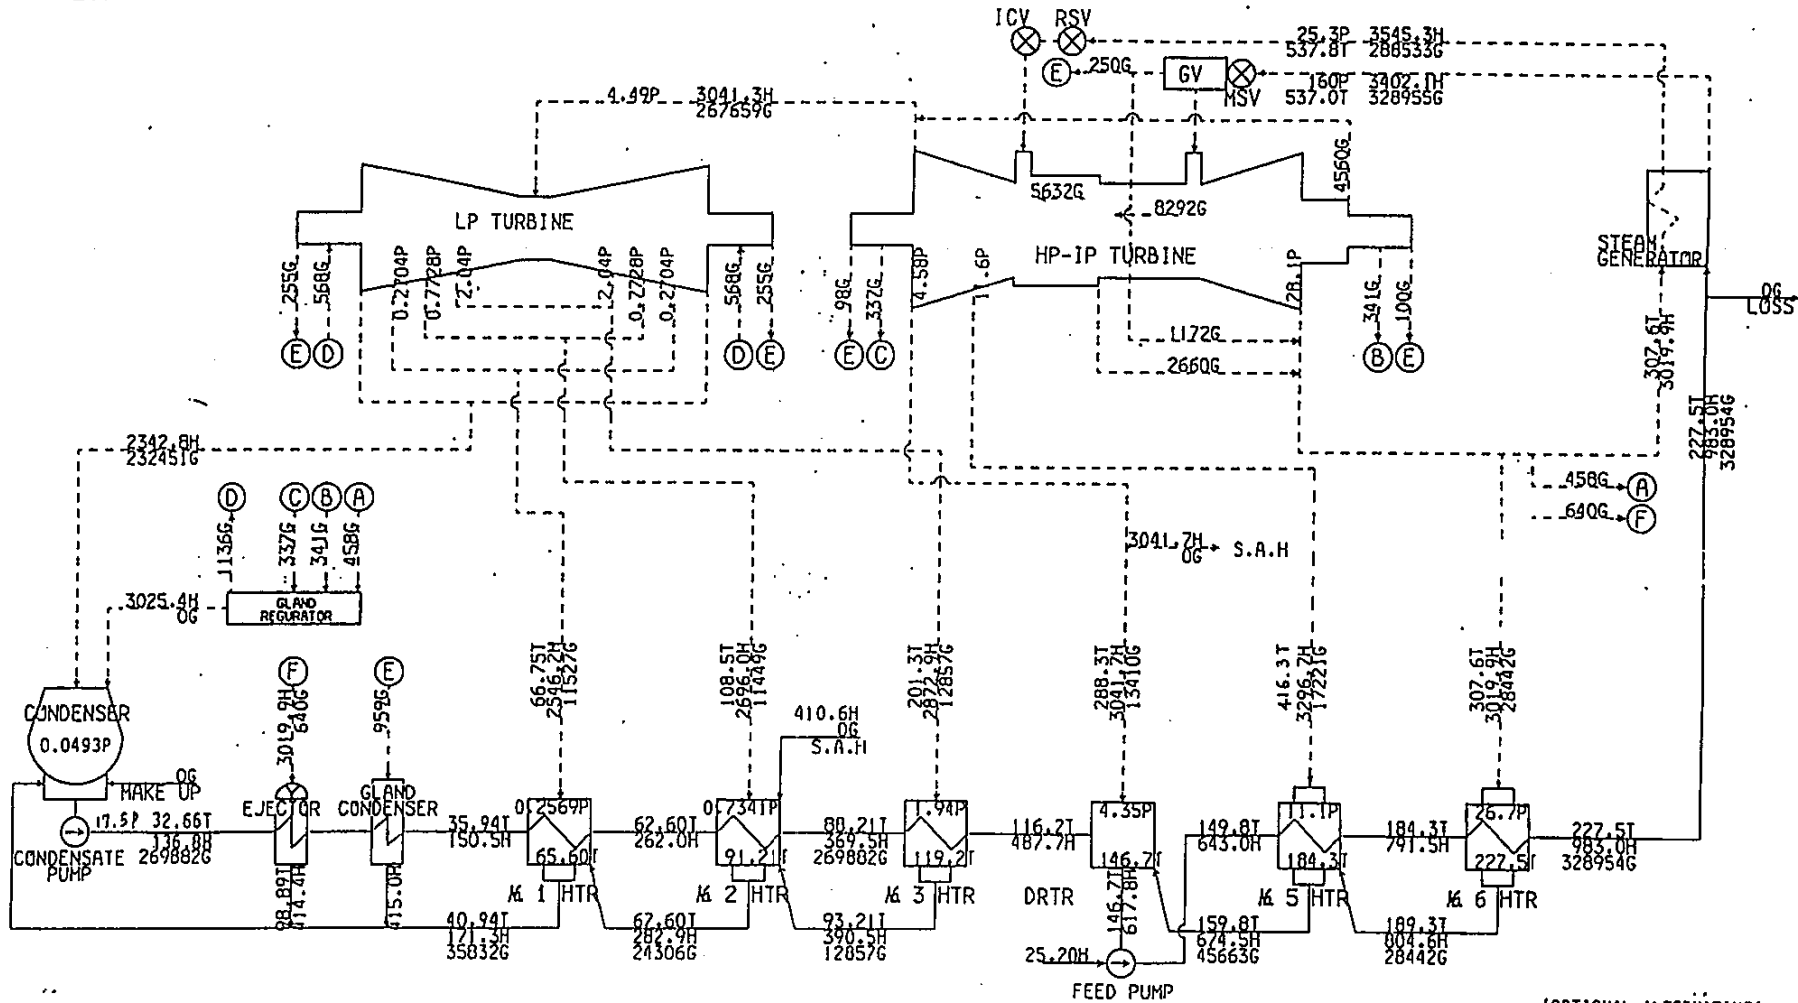 ICV RSV
25.3P 3545.3H
537.8T 288533G
E
250G
GV
MSV
160P 3402.1H
537.0T 328955G
4.49P 3041.3H
267659G
4560G
5632G
8292G
LP TURBINE
HP-IP TURBINE
STEAM
GENERATOR
255G
568G
0.2704P
0.7728P
2.04P
2.04P
0.7728P
0.2704P
568G
255G
98G
337G
4.58P
28.1P
341G
100G
E D
D E
E C
B E
1172G
2660G
0G
LOSS
307.6T
3019.9H
227.5T
983.0H
328954G
2342.8H
232451G
D C B A
1136G
337G
341G
458G
458G A
640G F
3041.7H
0G
S.A.H
3025.4H
0G
GLAND
REGURATOR
F
3019.9H
640G
E
959G
66.75T
2546.2H
11527G
108.5T
2696.0H
11449G
201.3T
2872.9H
12857G
288.3T
3041.7H
13410G
416.3T
3296.7H
17221G
307.6T
3019.9H
28442G
410.6H
0G
S.A.H
CONDENSER
0.0493P
0G
MAKE UP
EJECTOR
GLAND
CONDENSER
17.5P 32.66T
136.8H
269882G
CONDENSATE
PUMP
98.89T
414.4H
415.0H
35.94T
150.5H
0.2569P
65.60T
№ 1 HTR
62.60T
262.0H
0.7341P
91.21T
№ 2 HTR
88.21T
369.5H
269882G
1.94P
119.2T
№ 3 HTR
116.2T
487.7H
4.35P
146.7T
DRTR
146.7T
617.8H
149.8T
643.0H
11.1P
184.3T
№ 5 HTR
184.3T
791.5H
26.7P
227.5T
№ 6 HTR
227.5T
983.0H
328954G
40.94T
171.3H
35832G
67.60T
282.9H
24306G
93.21T
390.5H
12857G
159.8T
674.5H
45663G
189.3T
804.6H
28442G
25.20H
FEED PUMP